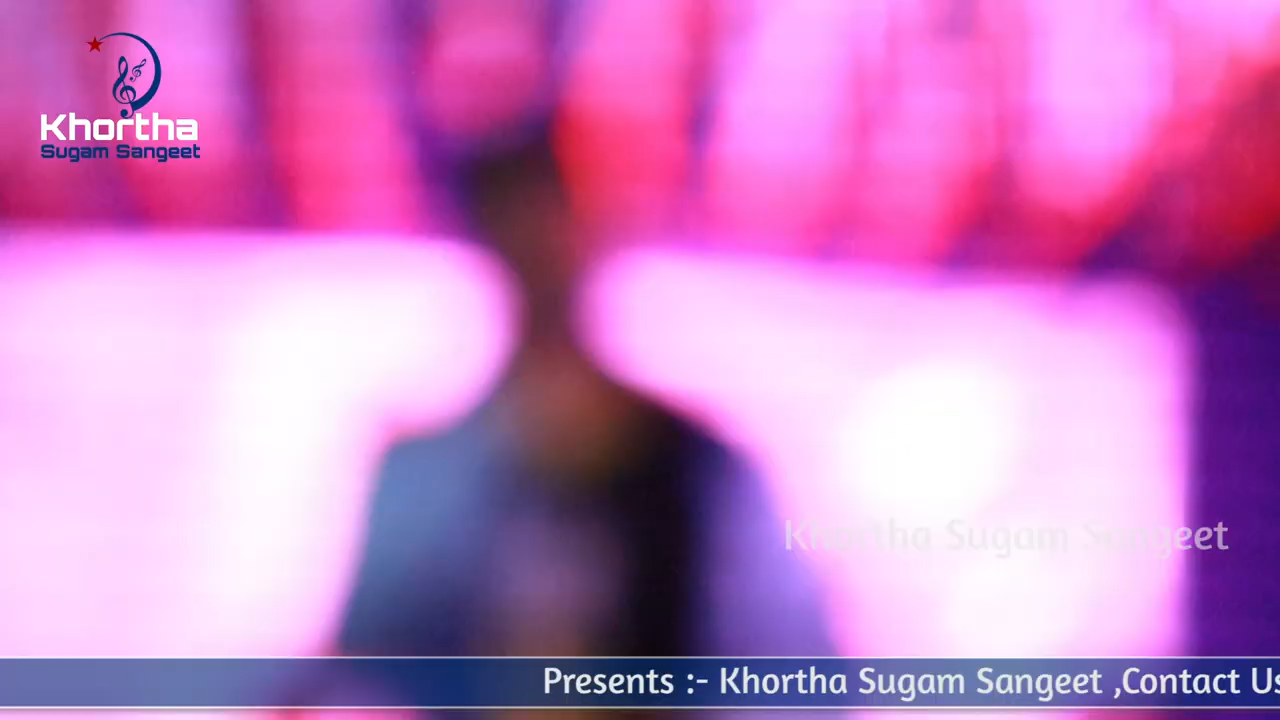 Khortha
Sugam Sangeet
Khortha Sugam Sangeet
Presents :- Khortha Sugam Sangeet ,Contact Us